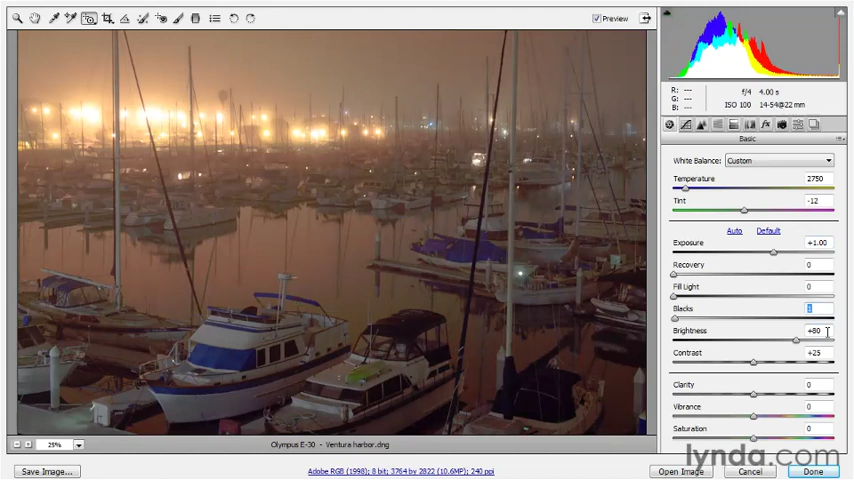 Preview
R: ---
G: ---
B: ---
f/4 4.00 s
ISO 100 14-54@22 mm
Basic
White Balance: Custom
Temperature 2750
Tint -12
Auto Default
Exposure +1.00
Recovery 0
Fill Light 0
Blacks
Brightness +80
Contrast +25
Clarity 0
Vibrance 0
Saturation 0
25% Olympus E-30 - Ventura harbor.dng
lynda.com
Save Image... Adobe RGB (1998); 8 bit; 3764 by 2822 (10.6MP); 240 ppi Open Image Cancel Done